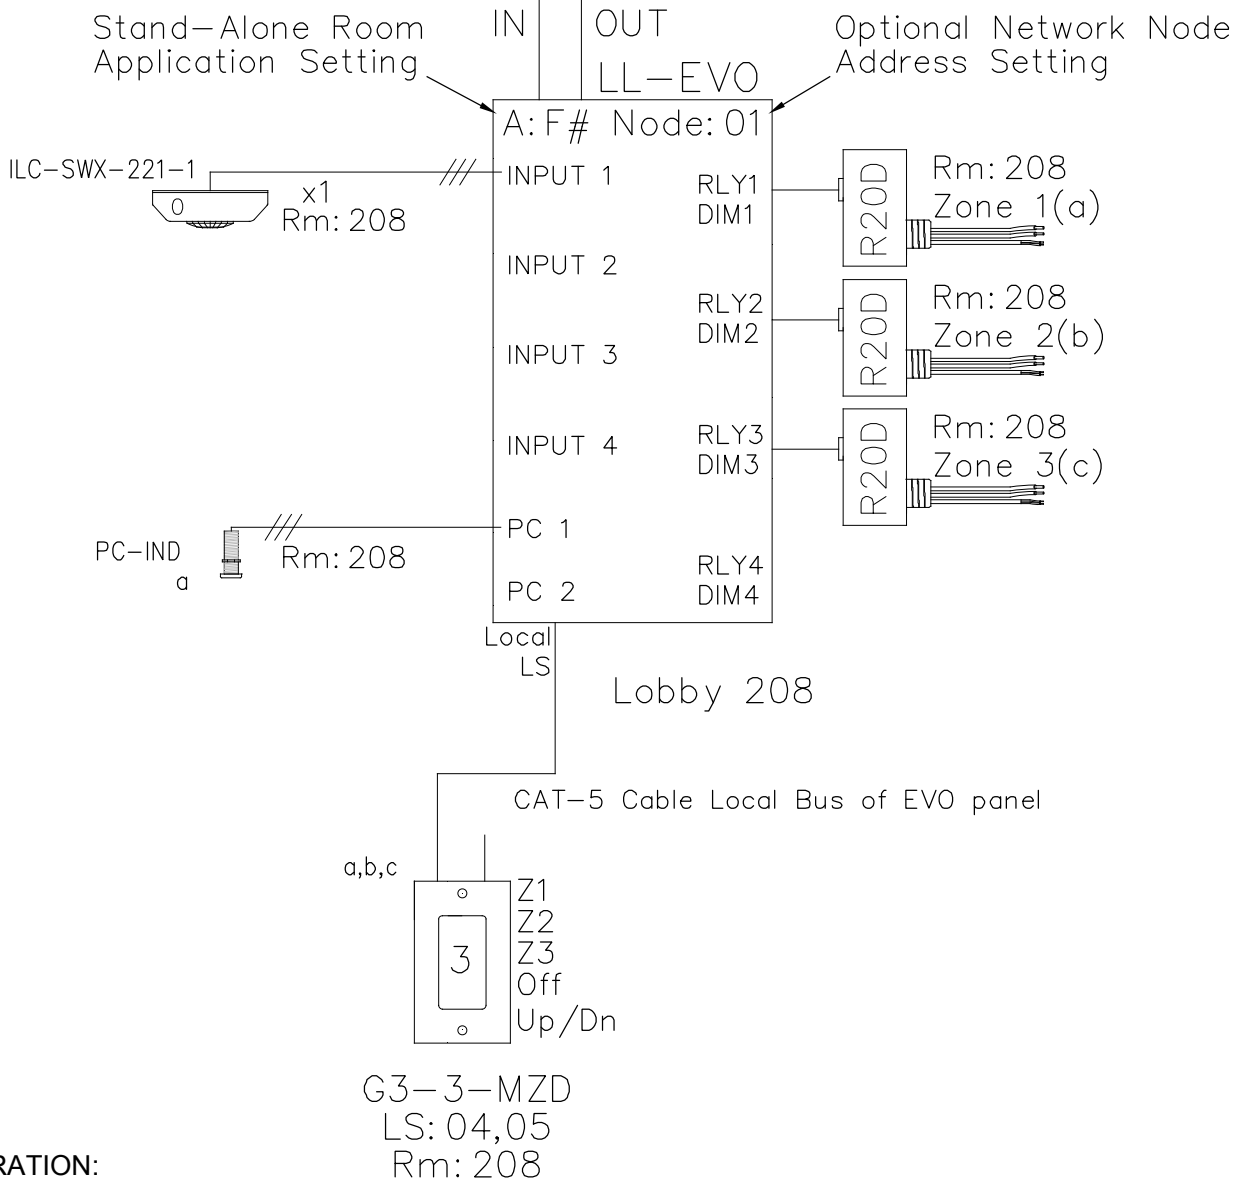 Stand-Alone Room
Application Setting
IN
OUT
LL-EVO
Optional Network Node
Address Setting
A: F# Node: 01
ILC-SWX-221-1
0
x1
Rm: 208
INPUT 1
INPUT 2
INPUT 3
INPUT 4
PC 1
PC 2
RLY1
DIM1
RLY2
DIM2
RLY3
DIM3
RLY4
DIM4
R20D
Rm: 208
Zone 1(a)
R20D
Rm: 208
Zone 2(b)
R20D
Rm: 208
Zone 3(c)
PC-IND
a
Rm: 208
Local
LS
Lobby 208
CAT-5 Cable Local Bus of EVO panel
a,b,c
3
Z1
Z2
Z3
Off
Up/Dn
G3-3-MZD
LS: 04,05
Rm: 208
RATION: